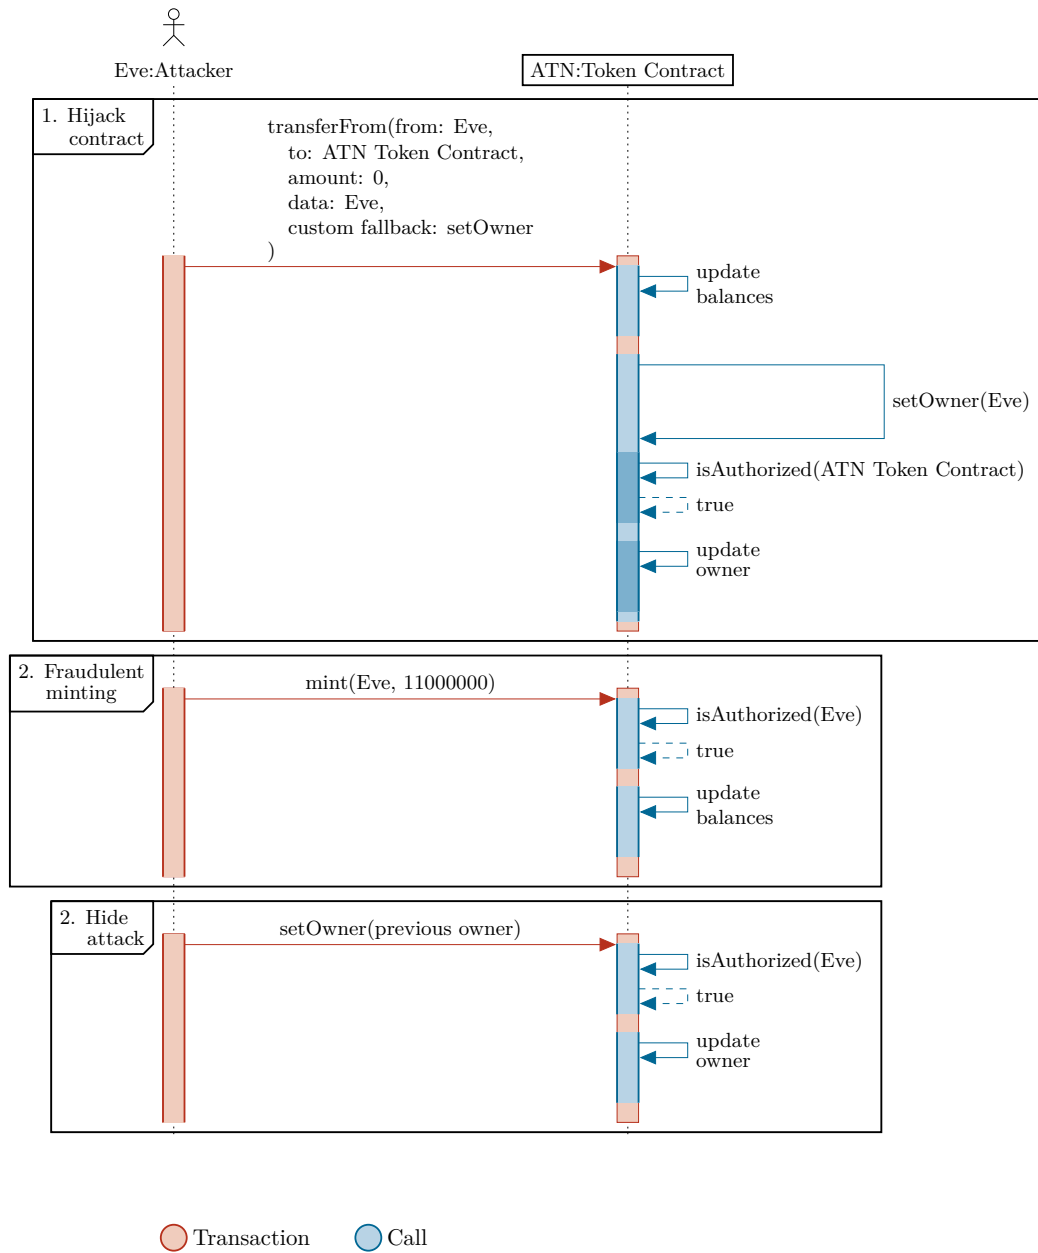 Eve:Attacker
ATN:Token Contract
1. Hijack
contract
transferFrom(from: Eve,
to: ATN Token Contract,
amount: 0,
data: Eve,
custom fallback: setOwner
)
update
balances
setOwner(Eve)
isAuthorized(ATN Token Contract)
true
update
owner
2. Fraudulent
minting
mint(Eve, 11000000)
isAuthorized(Eve)
true
update
balances
2. Hide
attack
setOwner(previous owner)
isAuthorized(Eve)
true
update
owner
Transaction
Call